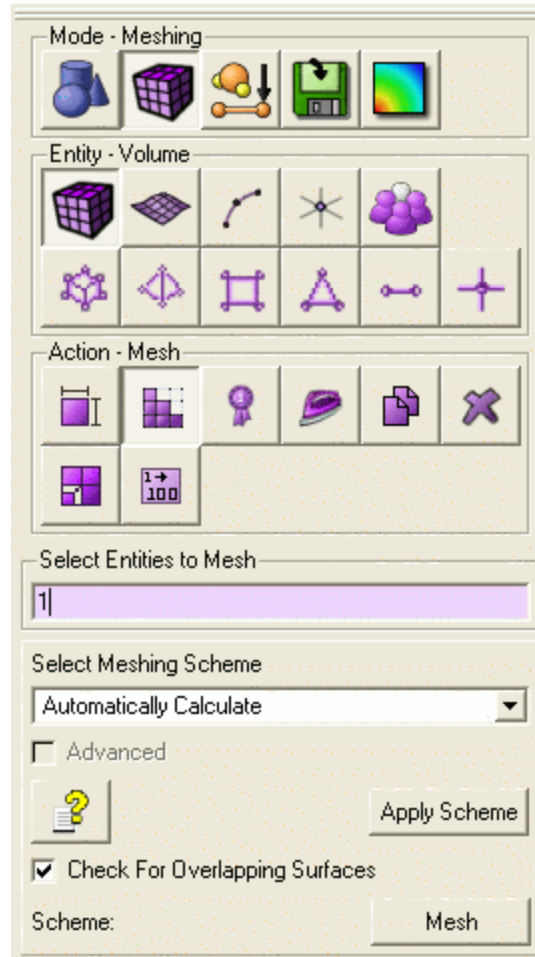 Mode - Meshing
Entity - Volume
Action - Mesh
1→
100
Select Entities to Mesh
1
Select Meshing Scheme
Automatically Calculate
Advanced
Apply Scheme
Check For Overlapping Surfaces
Scheme:
Mesh